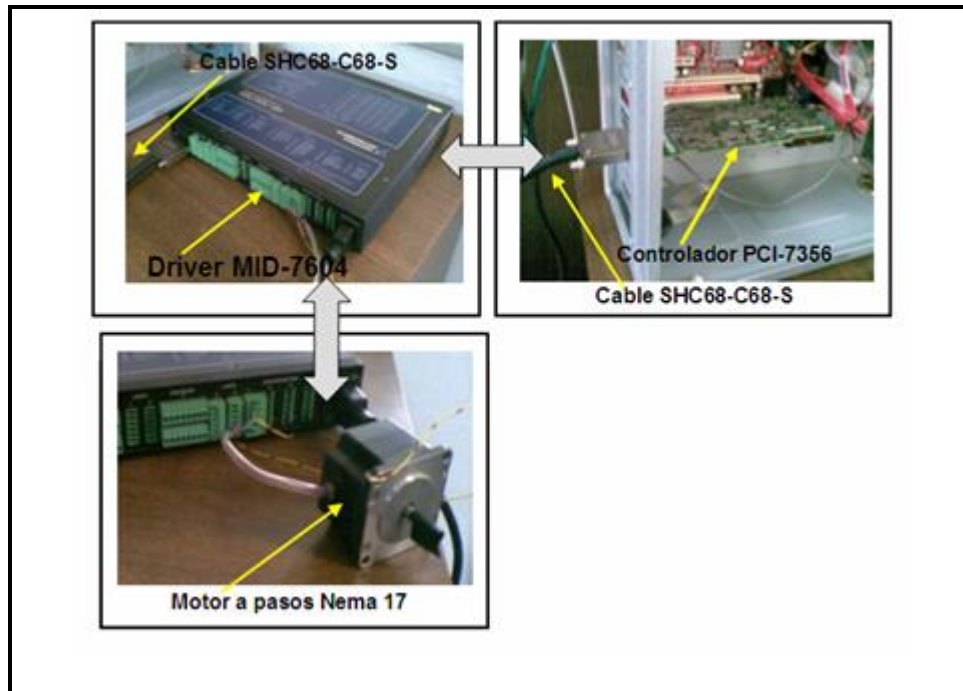 Cable SHC68-C68-S
Driver MID-7604
Controlador PCI-7356
Cable SHC68-C68-S
Motor a pasos Nema 17